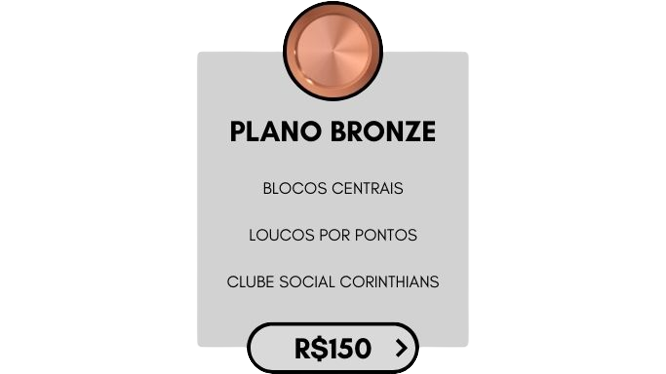 PLANO BRONZE
BLOCOS CENTRAIS
LOUCOS POR PONTOS
CLUBE SOCIAL CORINTHIANS
R$150